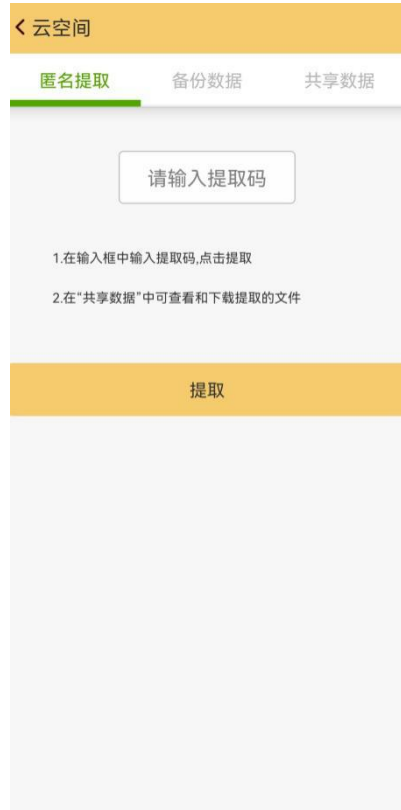 云空间
匿名提取 备份数据 共享数据
请输入提取码
1.在输入框中输入提取码,点击提取
2.在"共享数据"中可查看和下载提取的文件
提取